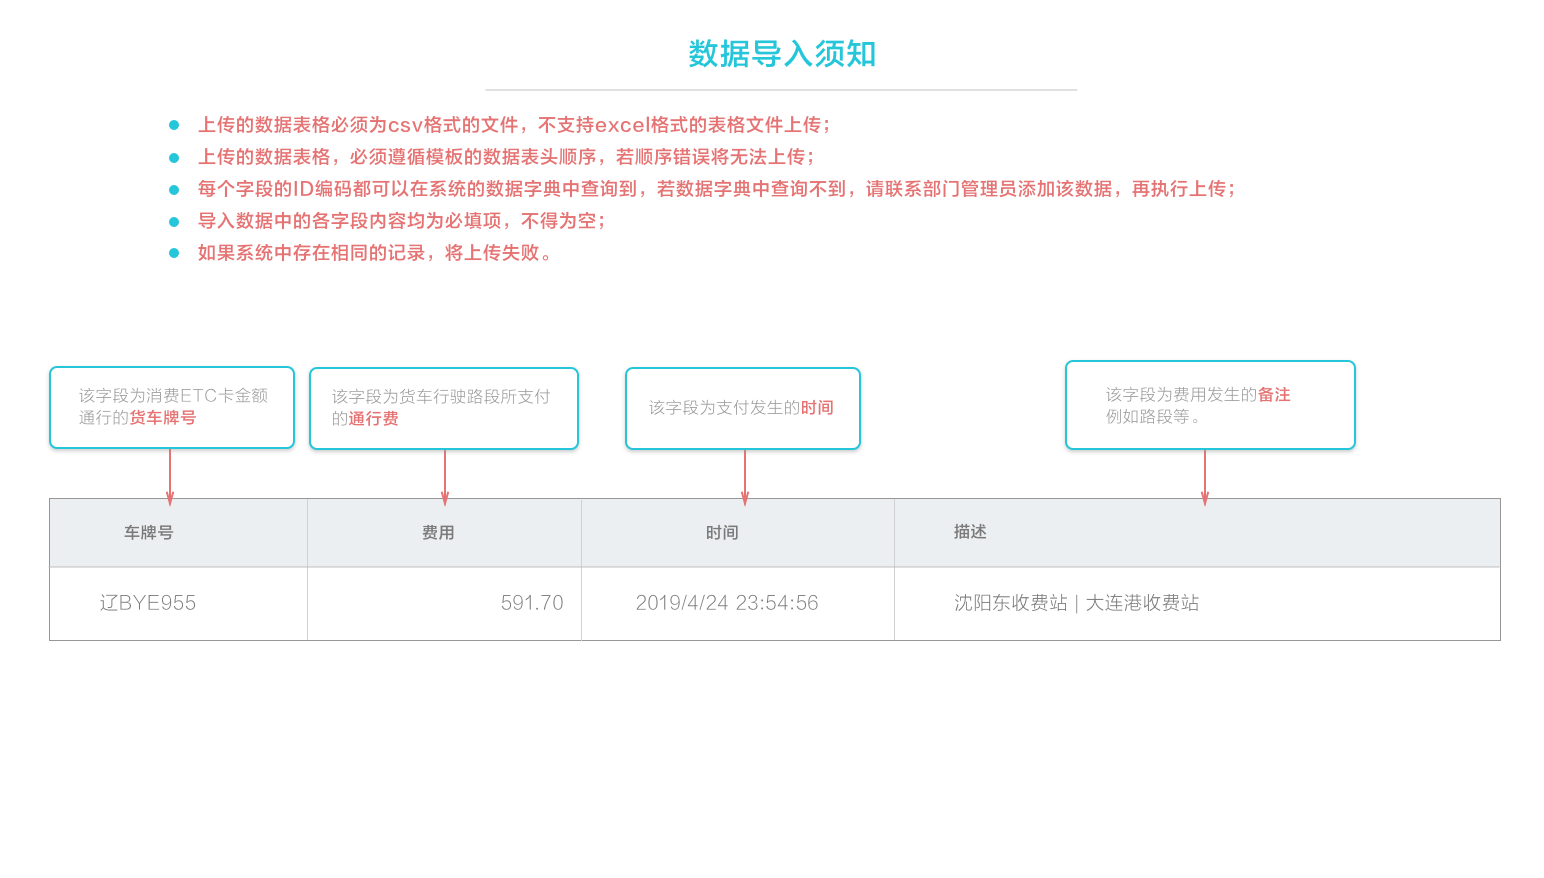 数据导入须知
上传的数据表格必须为csv格式的文件，不支持excel格式的表格文件上传；
上传的数据表格，必须遵循模板的数据表头顺序，若顺序错误将无法上传；
每个字段的ID编码都可以在系统的数据字典中查询到，若数据字典中查询不到，请联系部门管理员添加该数据，再执行上传；
导入数据中的各字段内容均为必填项，不得为空；
如果系统中存在相同的记录，将上传失败。
该字段为消费ETC卡金额
通行的货车牌号
该字段为货车行驶路段所支付
的通行费
该字段为支付发生的时间
该字段为费用发生的备注
例如路段等。
车牌号 费用 时间 描述
辽BYE955 591.70 2019/4/24 23:54:56 沈阳东收费站 | 大连港收费站